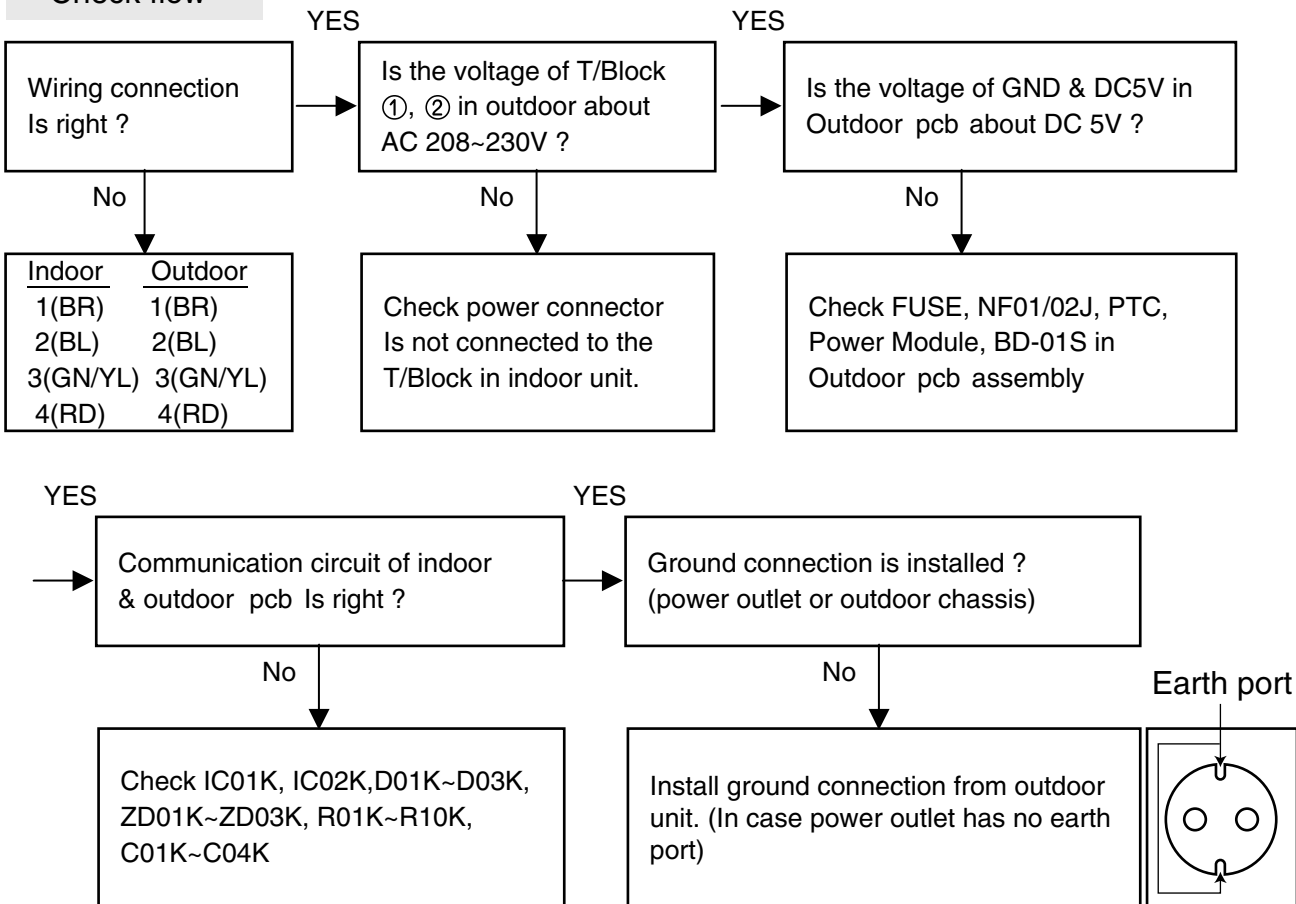 Check flow
YES
YES
Wiring connection
Is right ?
Is the voltage of T/Block
①, ② in outdoor about
AC 208~230V ?
Is the voltage of GND & DC5V in
Outdoor pcb about DC 5V ?
No
No
No
Indoor Outdoor
1(BR) 1(BR)
2(BL) 2(BL)
3(GN/YL) 3(GN/YL)
4(RD) 4(RD)
Check power connector
Is not connected to the
T/Block in indoor unit.
Check FUSE, NF01/02J, PTC,
Power Module, BD-01S in
Outdoor pcb assembly
YES
YES
Communication circuit of indoor
& outdoor pcb Is right ?
Ground connection is installed ?
(power outlet or outdoor chassis)
No
No
Earth port
Check IC01K, IC02K,D01K~D03K,
ZD01K~ZD03K, R01K~R10K,
C01K~C04K
Install ground connection from outdoor
unit. (In case power outlet has no earth
port)